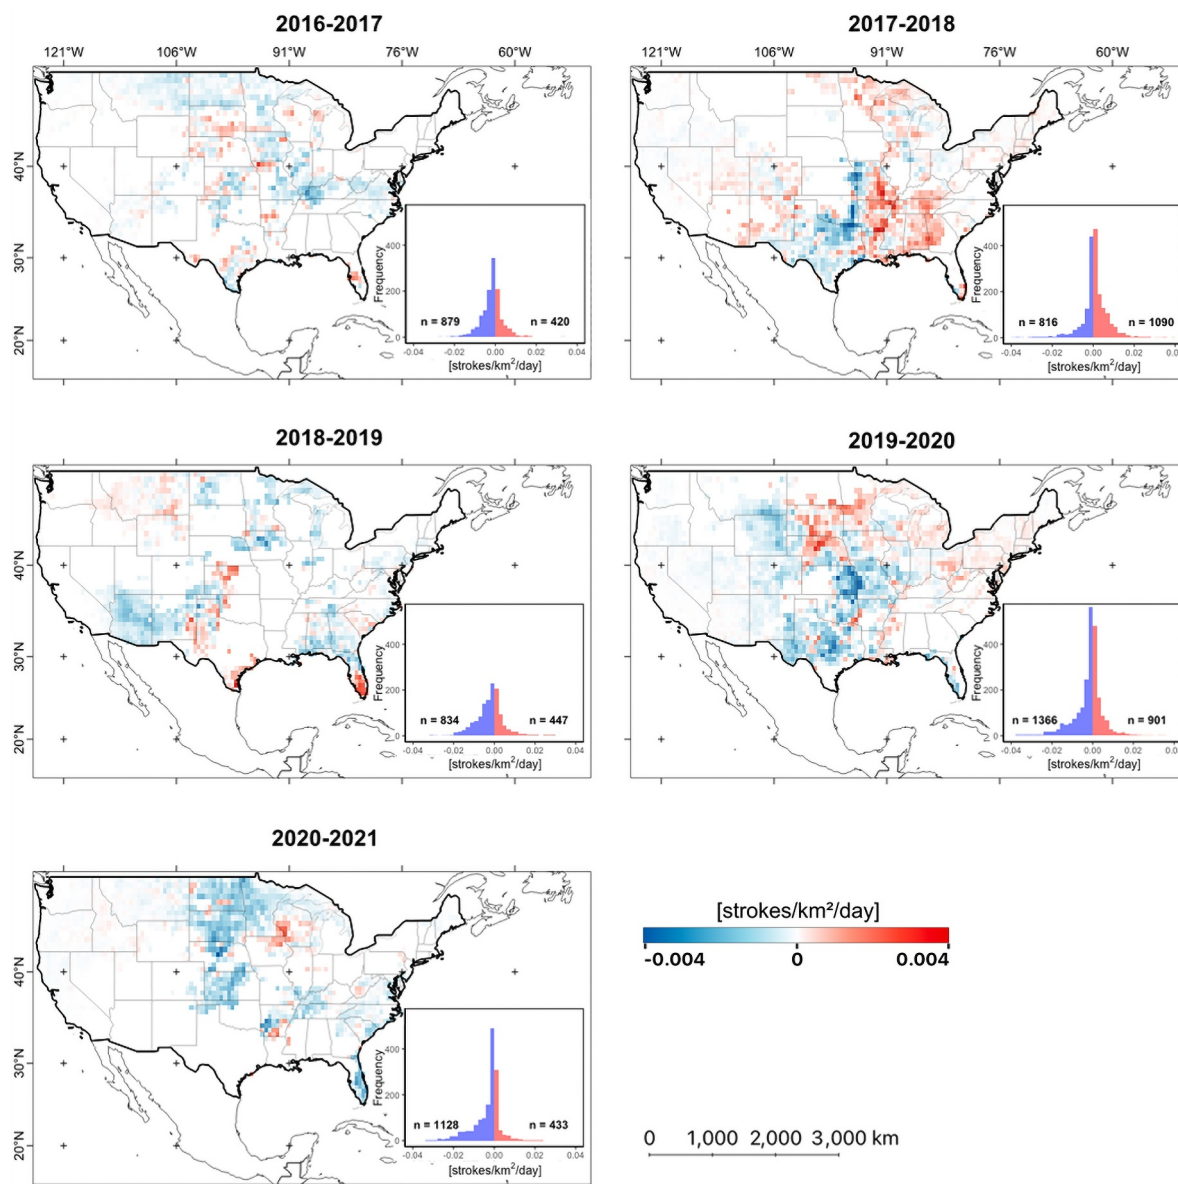 2016-2017
121°W 106°W 91°W 76°W 60°W
40°N
30°N
20°N
Frequency
400
200
0
n = 879 n = 420
-0.04 -0.02 0.00 0.02 0.04
[strokes/km²/day]
2017-2018
121°W 106°W 91°W 76°W 60°W
Frequency
400
200
0
n = 816 n = 1090
-0.04 -0.02 0.00 0.02 0.04
[strokes/km²/day]
2018-2019
40°N
30°N
20°N
Frequency
400
200
0
n = 834 n = 447
-0.04 -0.02 0.00 0.02 0.04
[strokes/km²/day]
2019-2020
Frequency
400
200
0
n = 1366 n = 901
-0.04 -0.02 0.00 0.02 0.04
[strokes/km²/day]
2020-2021
40°N
30°N
20°N
Frequency
400
200
0
n = 1128 n = 433
-0.04 -0.02 0.00 0.02 0.04
[strokes/km²/day]
[strokes/km²/day]
-0.004 0 0.004
0 1,000 2,000 3,000 km